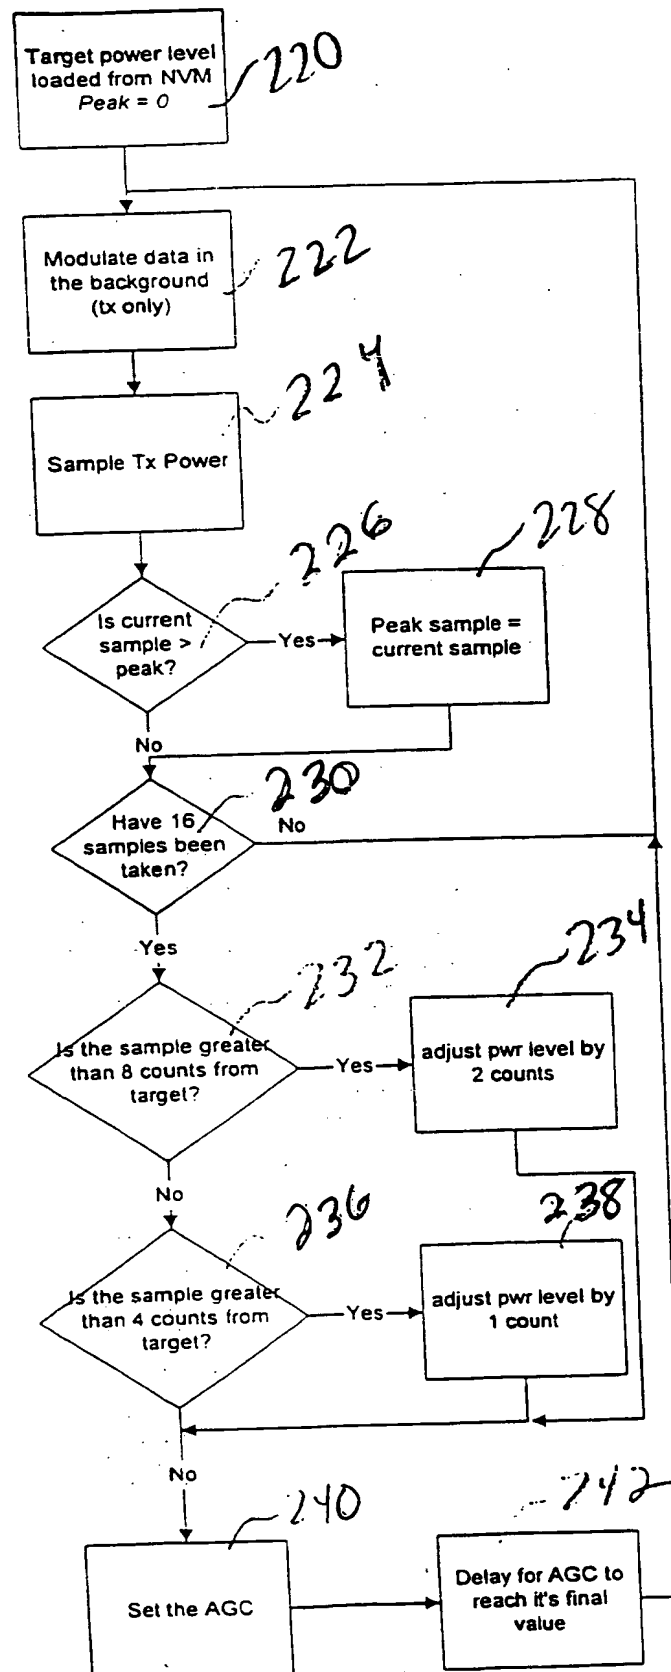 Target power level
loaded from NVM
Peak = 0
220
Modulate data in
the background
(tx only)
222
Sample Tx Power
224
Is current
sample >
peak?
226
Yes
Peak sample =
current sample
228
No
Have 16
samples been
taken?
230
No
Yes
Is the sample greater
than 8 counts from
target?
232
Yes
adjust pwr level by
2 counts
234
No
Is the sample greater
than 4 counts from
target?
236
Yes
adjust pwr level by
1 count
238
No
Set the AGC
240
Delay for AGC to
reach it's final
value
242